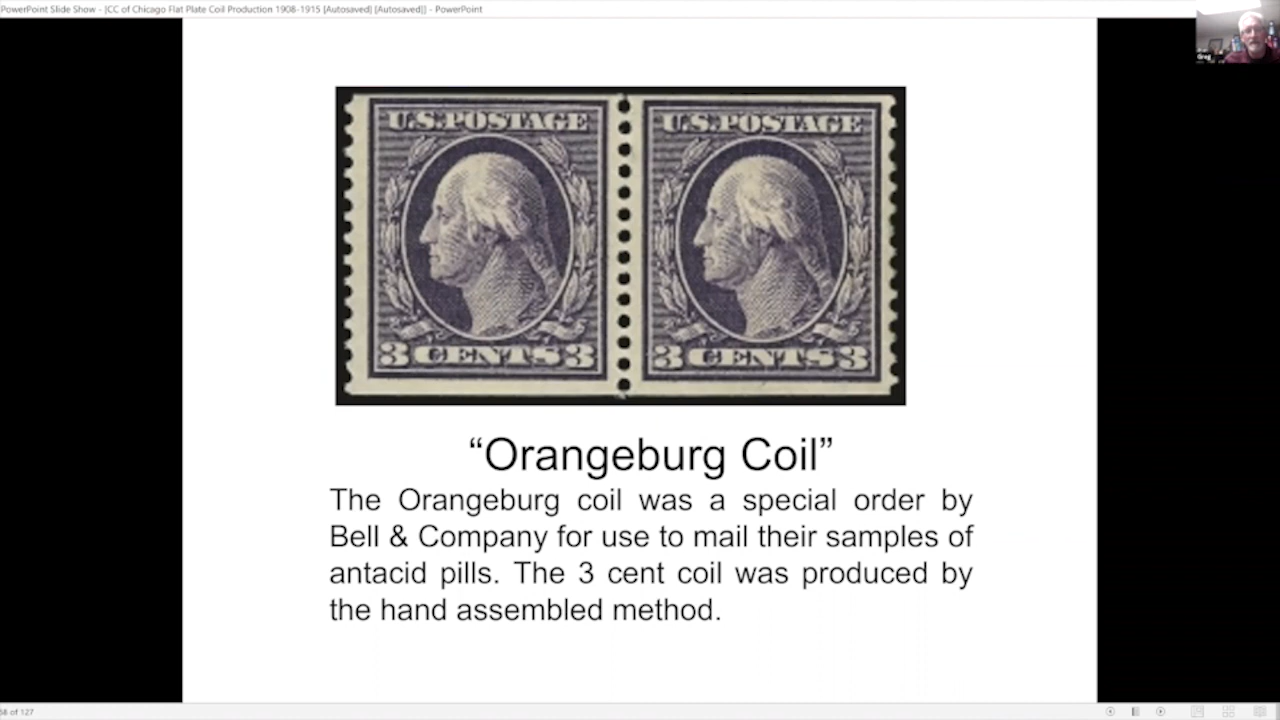 PowerPoint Slide Show - [CC of Chicago Flat Plate Coil Production 1908-1915 [Autosaved] [Autosaved]] - PowerPoint
Greg
U.S.POSTAGE
3 CENTS 3
U.S.POSTAGE
3 CENTS 3
“Orangeburg Coil”
The Orangeburg coil was a special order by
Bell & Company for use to mail their samples of
antacid pills. The 3 cent coil was produced by
the hand assembled method.
of 127